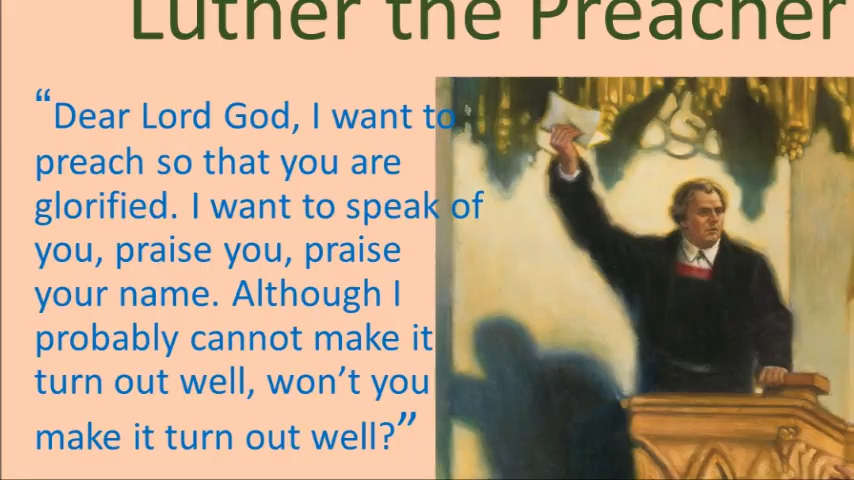 Luther the Preacher
“Dear Lord God, I want to
preach so that you are
glorified. I want to speak of
you, praise you, praise
your name. Although I
probably cannot make it
turn out well, won’t you
make it turn out well?”